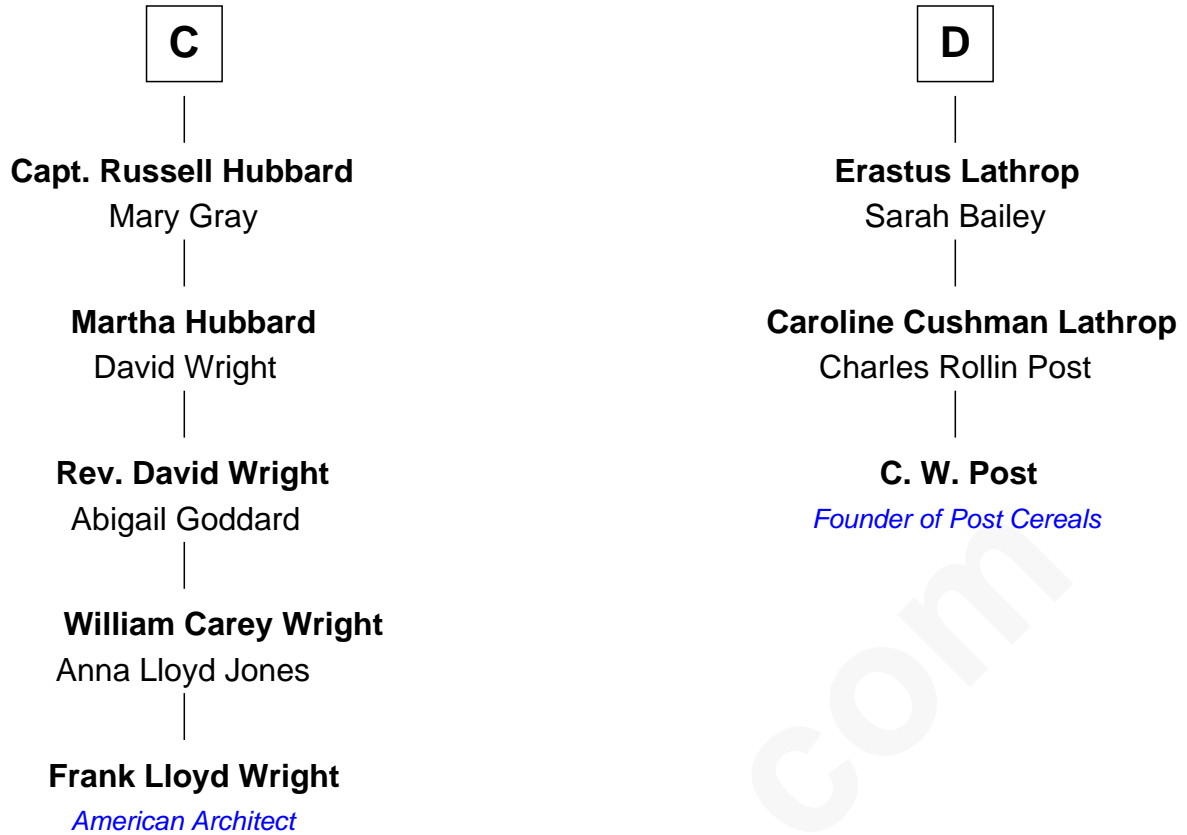 C
Capt. Russell Hubbard
Mary Gray
Martha Hubbard
David Wright
Rev. David Wright
Abigail Goddard
William Carey Wright
Anna Lloyd Jones
Frank Lloyd Wright
American Architect
D
Erastus Lathrop
Sarah Bailey
Caroline Cushman Lathrop
Charles Rollin Post
C. W. Post
Founder of Post Cereals
com